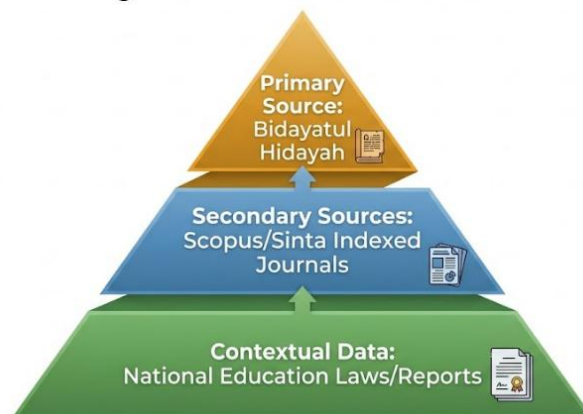 Primary
Source:
Bidayatul
Hidayah
Secondary Sources:
Scopus/Sinta Indexed
Journals
Contextual Data:
National Education Laws/Reports